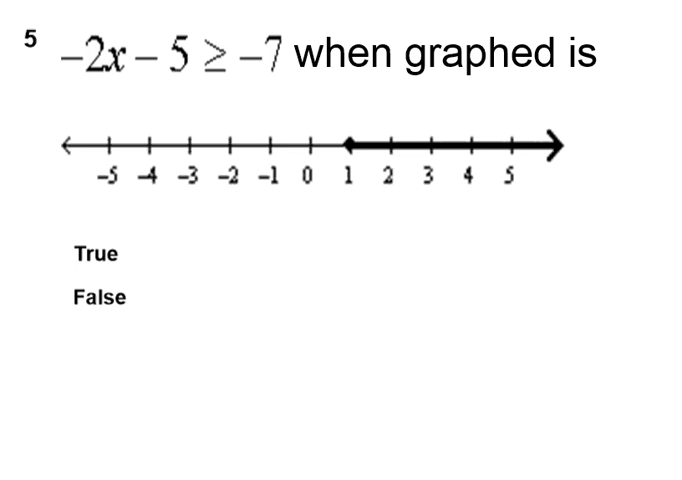 5 −2x − 5 ≥ −7 when graphed is
−5 −4 −3 −2 −1 0 1 2 3 4 5
True
False